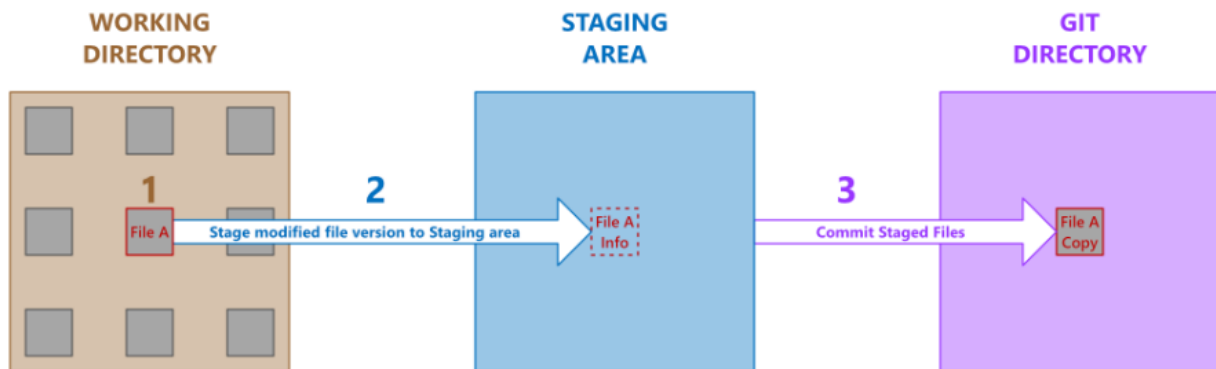 WORKING
DIRECTORY
STAGING
AREA
GIT
DIRECTORY
1
2
3
File A
Stage modified file version to Staging area
File A
Info
Commit Staged Files
File A
Copy